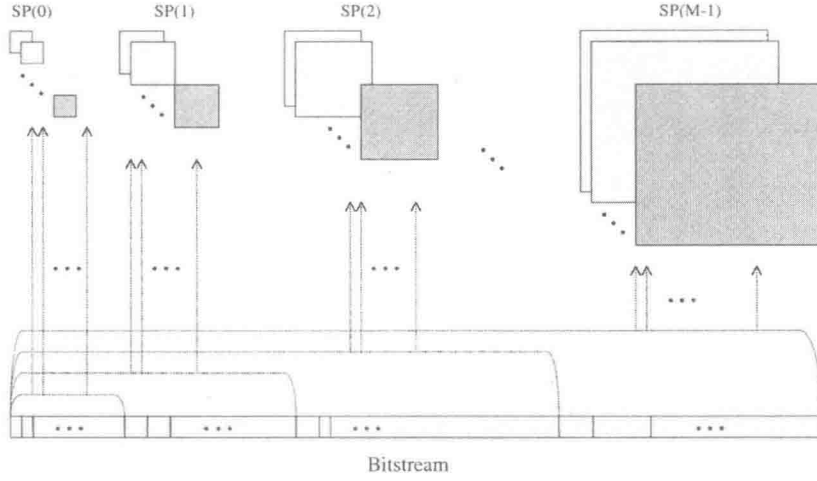 SP(0)
SP(1)
SP(2)
SP(M-1)
Bitstream